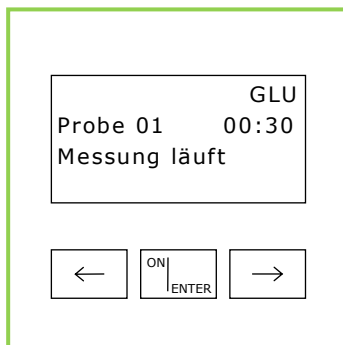 GLU
Probe 01 00:30
Messung läuft
← ON ENTER →